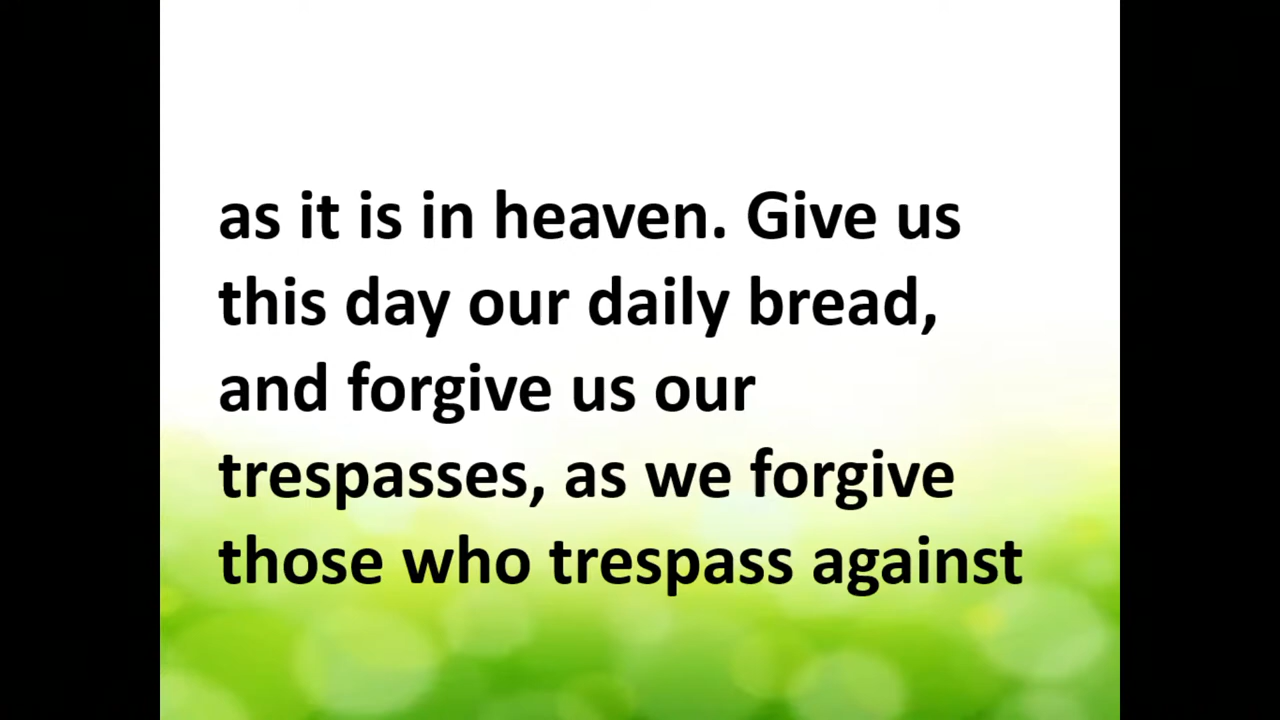 as it is in heaven. Give us
this day our daily bread,
and forgive us our
trespasses, as we forgive
those who trespass against